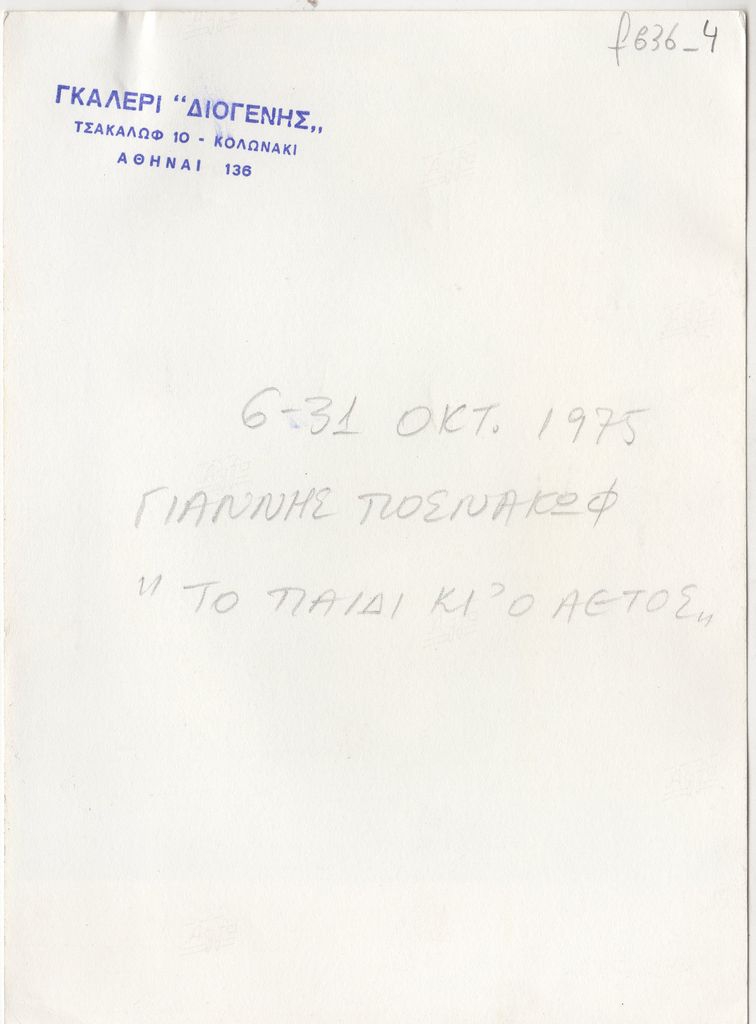 f636_4
ΓΚΑΛΕΡΙ “ΔΙΟΓΕΝΗΣ„
ΤΣΑΚΑΛΩΦ 10 - ΚΟΛΩΝΑΚΙ
ΑΘΗΝΑΙ 136
6-31 ΟΚΤ. 1975
ΓΙΑΝΝΗΣ ΠΟΣΝΑΚΩΦ
" ΤΟ ΠΑΙΔΙ ΚΙ' Ο ΑΕΤΟΣ„